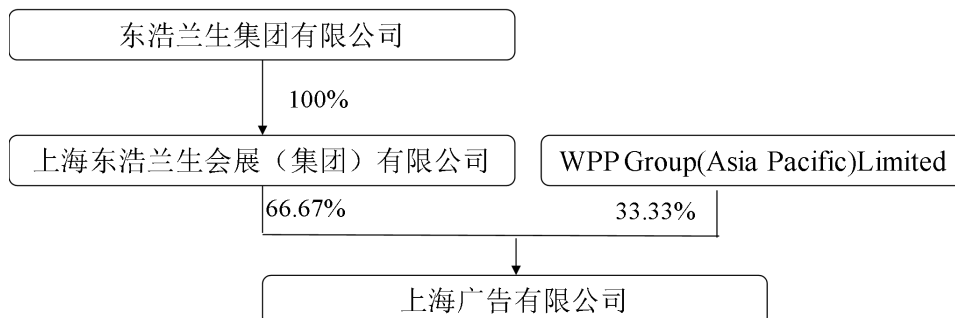 东浩兰生集团有限公司
100%
上海东浩兰生会展（集团）有限公司
WPP Group(Asia Pacific)Limited
66.67%
33.33%
上海广告有限公司